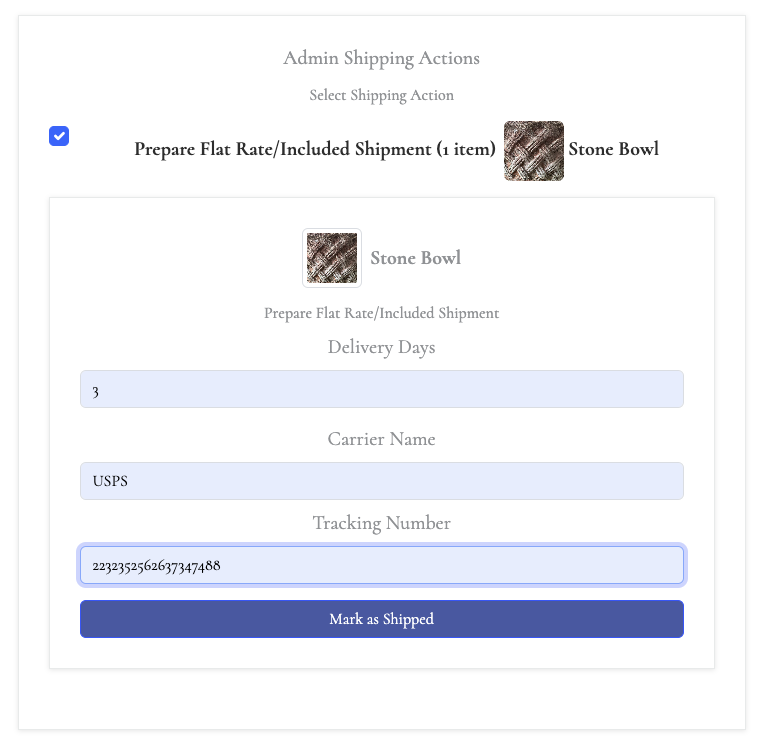 Admin Shipping Actions
Select Shipping Action
Prepare Flat Rate/Included Shipment (1 item) Stone Bowl
Stone Bowl
Prepare Flat Rate/Included Shipment
Delivery Days
3
Carrier Name
USPS
Tracking Number
2232352562637347488
Mark as Shipped